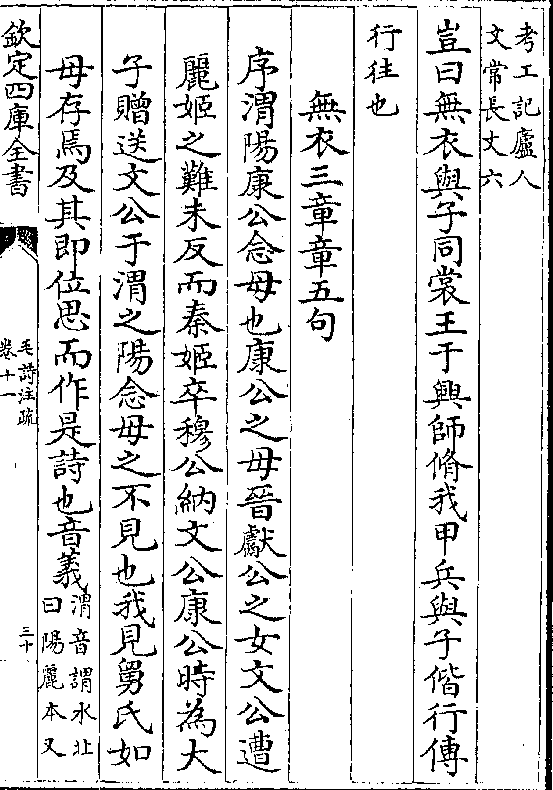 考工記廬人
文常長丈六
豈曰無衣與子同裳王于興師脩我甲兵與子偕行傳
行往也
無衣三章章五句
序渭陽康公念母也康公之母晉獻公之女文公遭
麗姬之難未反而秦姬卒穆公納文公康公時為大
子贈送文公于渭之陽念母之不見也我見舅氏如
母存焉及其即位思而作是詩也音義
渭音謂水北
曰陽麗本又
欽定四庫全書
毛詩注疏
卷十一
三十